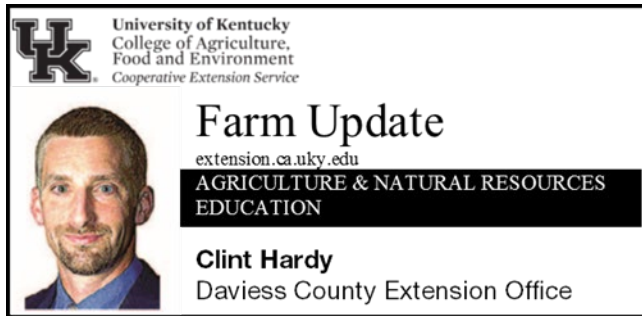 UK
University of Kentucky
College of Agriculture,
Food and Environment
Cooperative Extension Service
Farm Update
extension.ca.uky.edu
AGRICULTURE & NATURAL RESOURCES
EDUCATION
Clint Hardy
Daviess County Extension Office